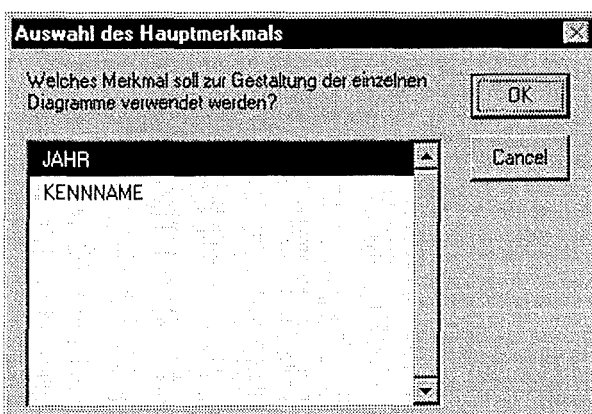 Auswahl des Hauptmerkmals
Welches Merkmal soll zur Gestaltung der einzelnen
Diagramme verwendet werden?
OK
Cancel
JAHR
KENNNAME